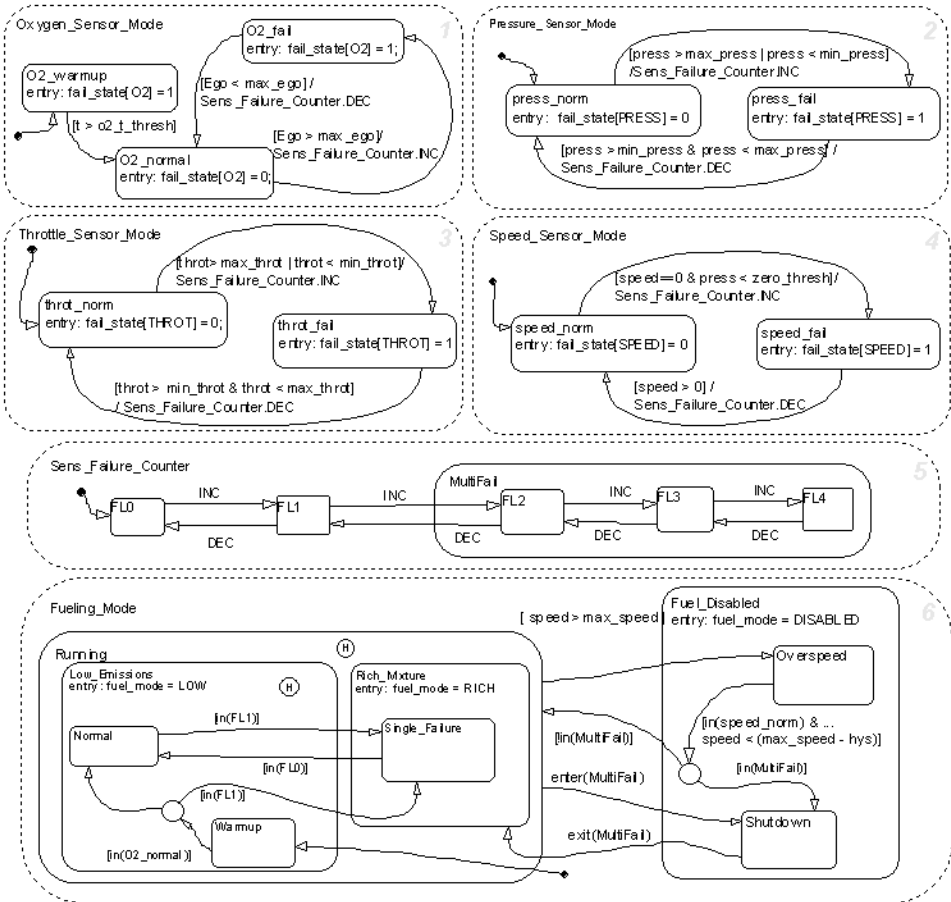 Oxygen_Sensor_Mode
1
O2_fail
entry: fail_state[O2] = 1;
O2_warmup
entry: fail_state[O2] = 1
[Ego < max_ego] /
Sens_Failure_Counter.DEC
[t > o2_t_thresh]
[Ego > max_ego]/
Sens_Failure_Counter.INC
O2_normal
entry: fail_state[O2] = 0;
Pressure_Sensor_Mode
2
[press > max_press | press < min_press]
/Sens_Failure_Counter.INC
press_norm
entry: fail_state[PRESS] = 0
press_fail
entry: fail_state[PRESS] = 1
[press > min_press & press < max_press] /
Sens_Failure_Counter.DEC
Throttle_Sensor_Mode
3
[throt> max_throt | throt < min_throt]/
Sens_Failure_Counter.INC
throt_norm
entry: fail_state[THROT] = 0;
throt_fail
entry: fail_state[THROT] = 1
[throt > min_throt & throt < max_throt]
/ Sens_Failure_Counter.DEC
Speed_Sensor_Mode
4
[speed==0 & press < zero_thresh]/
Sens_Failure_Counter.INC
speed_norm
entry: fail_state[SPEED] = 0
speed_fail
entry: fail_state[SPEED] = 1
[speed > 0] /
Sens_Failure_Counter.DEC
Sens_Failure_Counter
5
MultiFail
FL0
INC
DEC
FL1
INC
DEC
FL2
INC
DEC
FL3
INC
DEC
FL4
Fueling_Mode
6
[ speed > max_speed ]
Fuel_Disabled
entry: fuel_mode = DISABLED
Running
H
Low_Emissions
entry: fuel_mode = LOW
H
Rich_Mixture
entry: fuel_mode = RICH
Overspeed
[in(FL1)]
Normal
Single_Failure
[in(speed_norm) & ...
speed < (max_speed - hys)]
[!in(MultiFail)]
[in(FL0)]
[in(MultiFail)]
enter(MultiFail)
[in(FL1)]
Warmup
Shutdown
exit(MultiFail)
[in(O2_normal)]